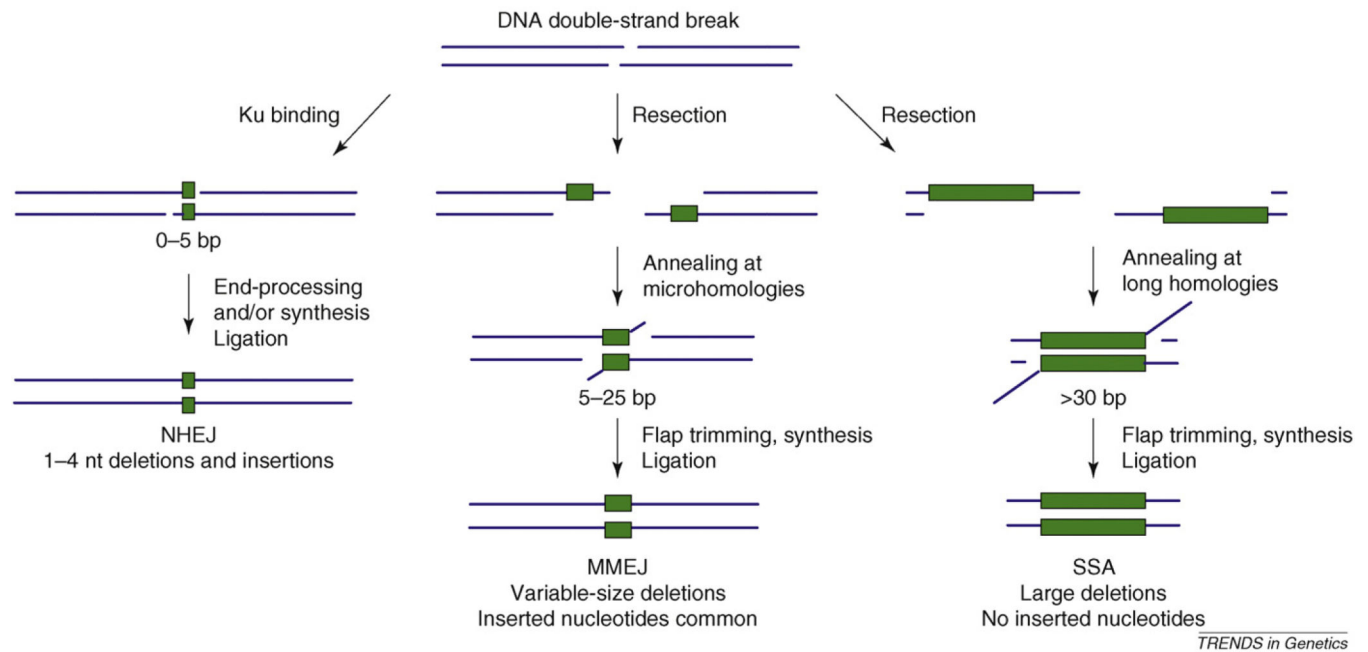 DNA double-strand break
Ku binding
Resection
Resection
0–5 bp
End-processing
and/or synthesis
Ligation
NHEJ
1–4 nt deletions and insertions
Annealing at
microhomologies
5–25 bp
Flap trimming, synthesis
Ligation
MMEJ
Variable-size deletions
Inserted nucleotides common
Annealing at
long homologies
>30 bp
Flap trimming, synthesis
Ligation
SSA
Large deletions
No inserted nucleotides
TRENDS in Genetics